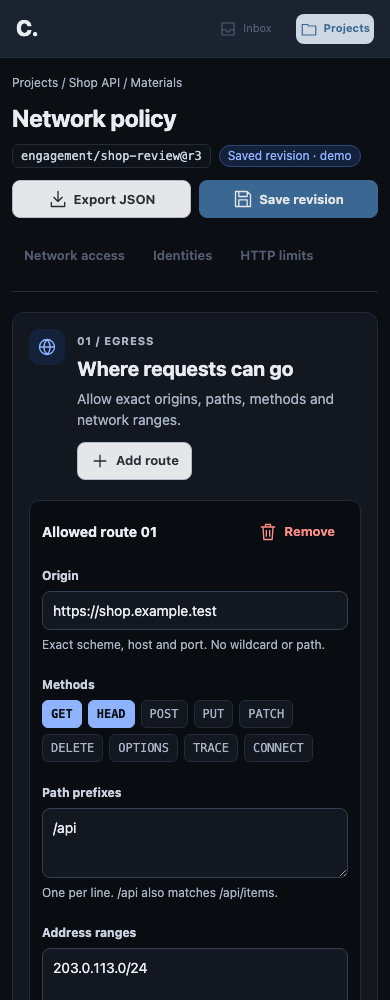 C.
Inbox
Projects
Projects / Shop API / Materials
Network policy
engagement/shop-review@r3
Saved revision · demo
Export JSON
Save revision
Network access
Identities
HTTP limits
01 / EGRESS
Where requests can go
Allow exact origins, paths, methods and
network ranges.
Add route
Allowed route 01
Remove
Origin
https://shop.example.test
Exact scheme, host and port. No wildcard or path.
Methods
GET
HEAD
POST
PUT
PATCH
DELETE
OPTIONS
TRACE
CONNECT
Path prefixes
/api
One per line. /api also matches /api/items.
Address ranges
203.0.113.0/24